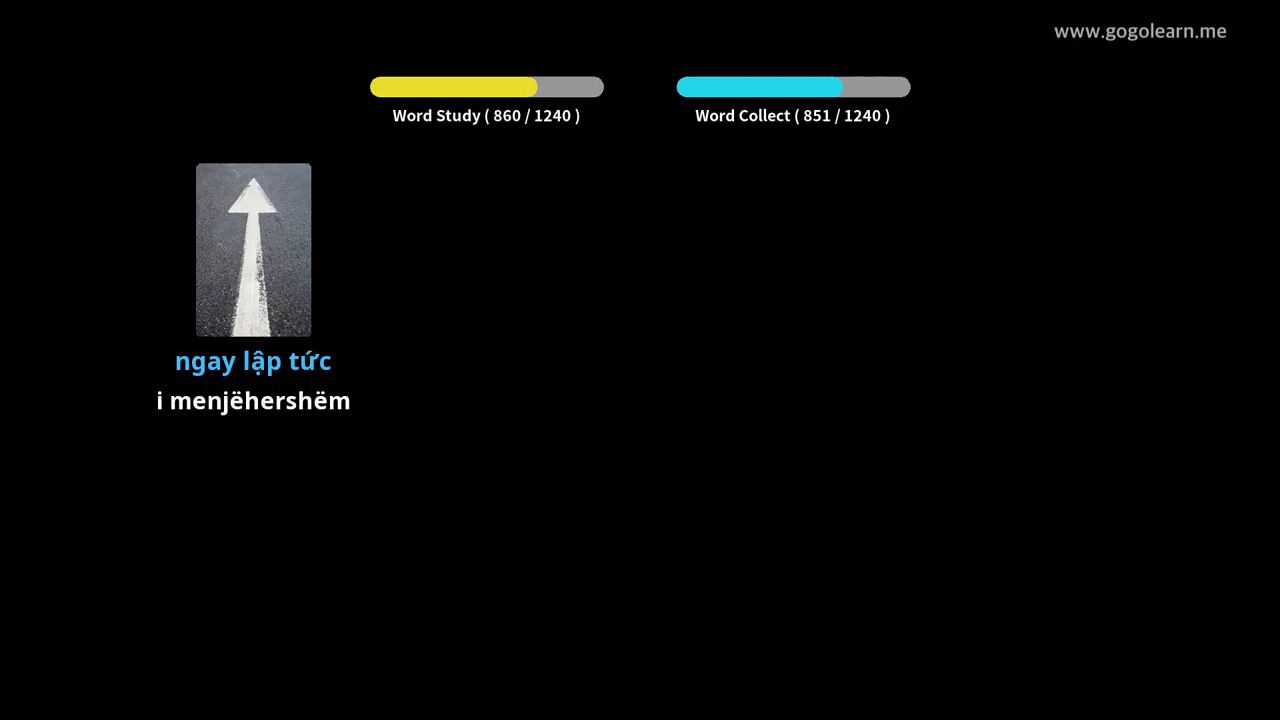 www.gogolearn.me
Word Study ( 860 / 1240 )
Word Collect ( 851 / 1240 )
ngay lập tức
i menjëhershëm